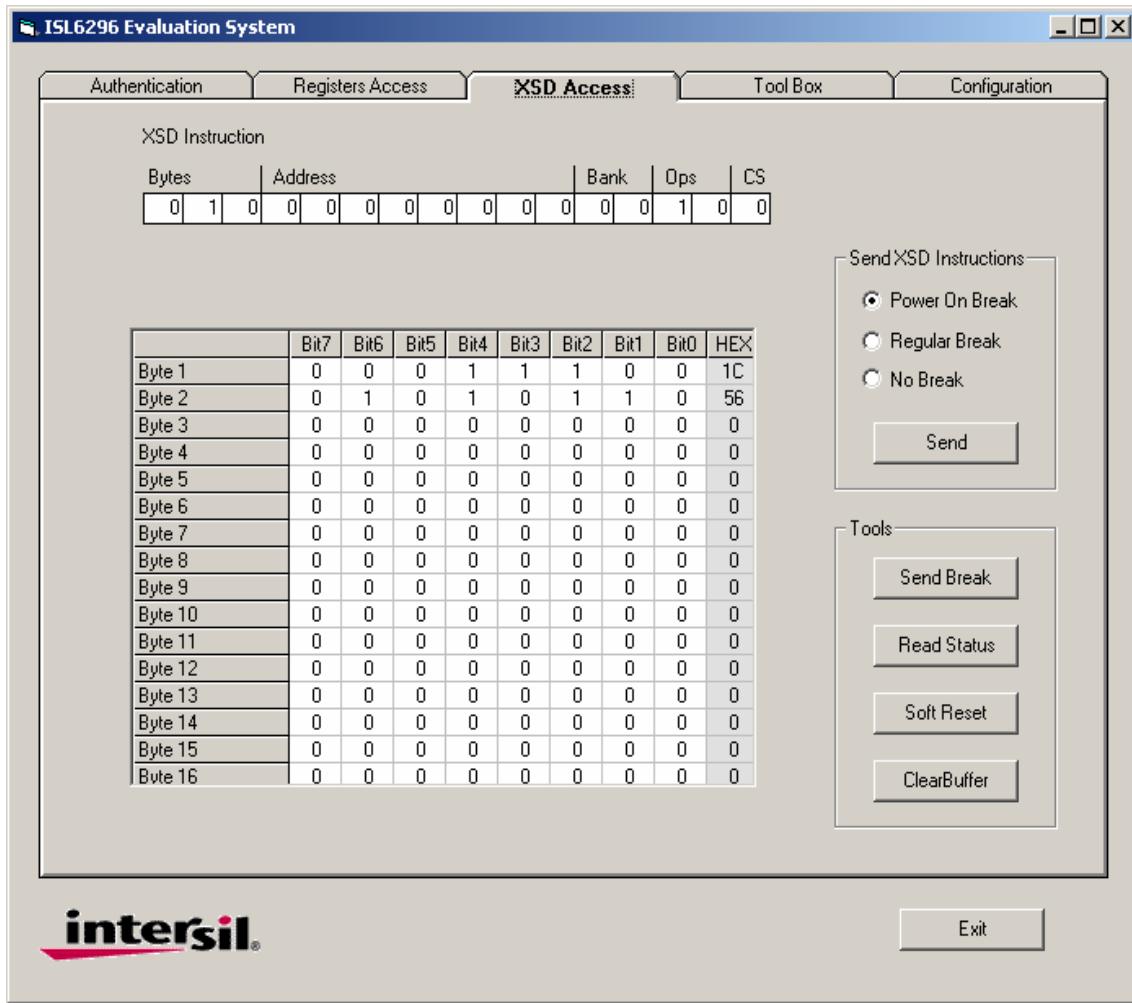 ISL6296 Evaluation System
Authentication Registers Access XSD Access Tool Box Configuration
XSD Instruction
Bytes Address Bank Ops CS
0 1 0 0 0 0 0 0 0 0 0 0 0 1 0 0
Send XSD Instructions
Power On Break
Regular Break
No Break
Send
Bit7 Bit6 Bit5 Bit4 Bit3 Bit2 Bit1 Bit0 HEX
Byte 1 0 0 0 1 1 1 0 0 1C
Byte 2 0 1 0 1 0 1 1 0 56
Byte 3 0 0 0 0 0 0 0 0 0
Byte 4 0 0 0 0 0 0 0 0 0
Byte 5 0 0 0 0 0 0 0 0 0
Byte 6 0 0 0 0 0 0 0 0 0
Byte 7 0 0 0 0 0 0 0 0 0
Byte 8 0 0 0 0 0 0 0 0 0
Byte 9 0 0 0 0 0 0 0 0 0
Byte 10 0 0 0 0 0 0 0 0 0
Byte 11 0 0 0 0 0 0 0 0 0
Byte 12 0 0 0 0 0 0 0 0 0
Byte 13 0 0 0 0 0 0 0 0 0
Byte 14 0 0 0 0 0 0 0 0 0
Byte 15 0 0 0 0 0 0 0 0 0
Byte 16 0 0 0 0 0 0 0 0 0
Tools
Send Break
Read Status
Soft Reset
ClearBuffer
intersil®
Exit